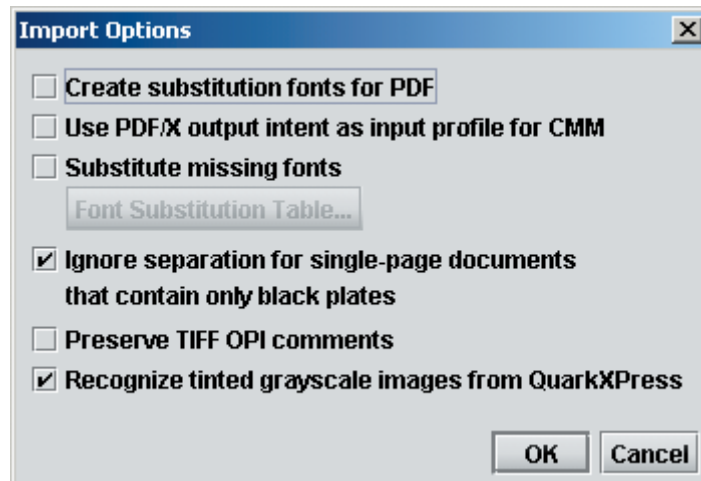 Import Options
Create substitution fonts for PDF
Use PDF/X output intent as input profile for CMM
Substitute missing fonts
Font Substitution Table...
Ignore separation for single-page documents
that contain only black plates
Preserve TIFF OPI comments
Recognize tinted grayscale images from QuarkXPress
OK Cancel